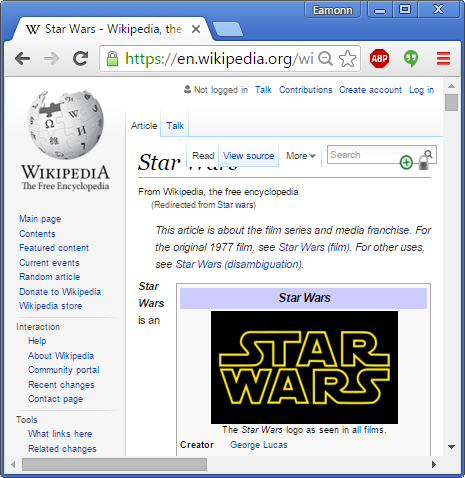 Eamonn
W Star Wars - Wikipedia, the
https://en.wikipedia.org/wi
ABP
Not logged in Talk Contributions Create account Log in
Article Talk
Read View source More Search
Star Wars
WIKIPEDIA
The Free Encyclopedia
From Wikipedia, the free encyclopedia
(Redirected from Star wars)
This article is about the film series and media franchise. For
the original 1977 film, see Star Wars (film). For other uses,
see Star Wars (disambiguation).
Main page
Contents
Featured content
Current events
Random article
Donate to Wikipedia
Wikipedia store
Interaction
Help
About Wikipedia
Community portal
Recent changes
Contact page
Tools
What links here
Related changes
Star
Wars
is an
Star Wars
STAR
WARS
The Star Wars logo as seen in all films.
Creator George Lucas